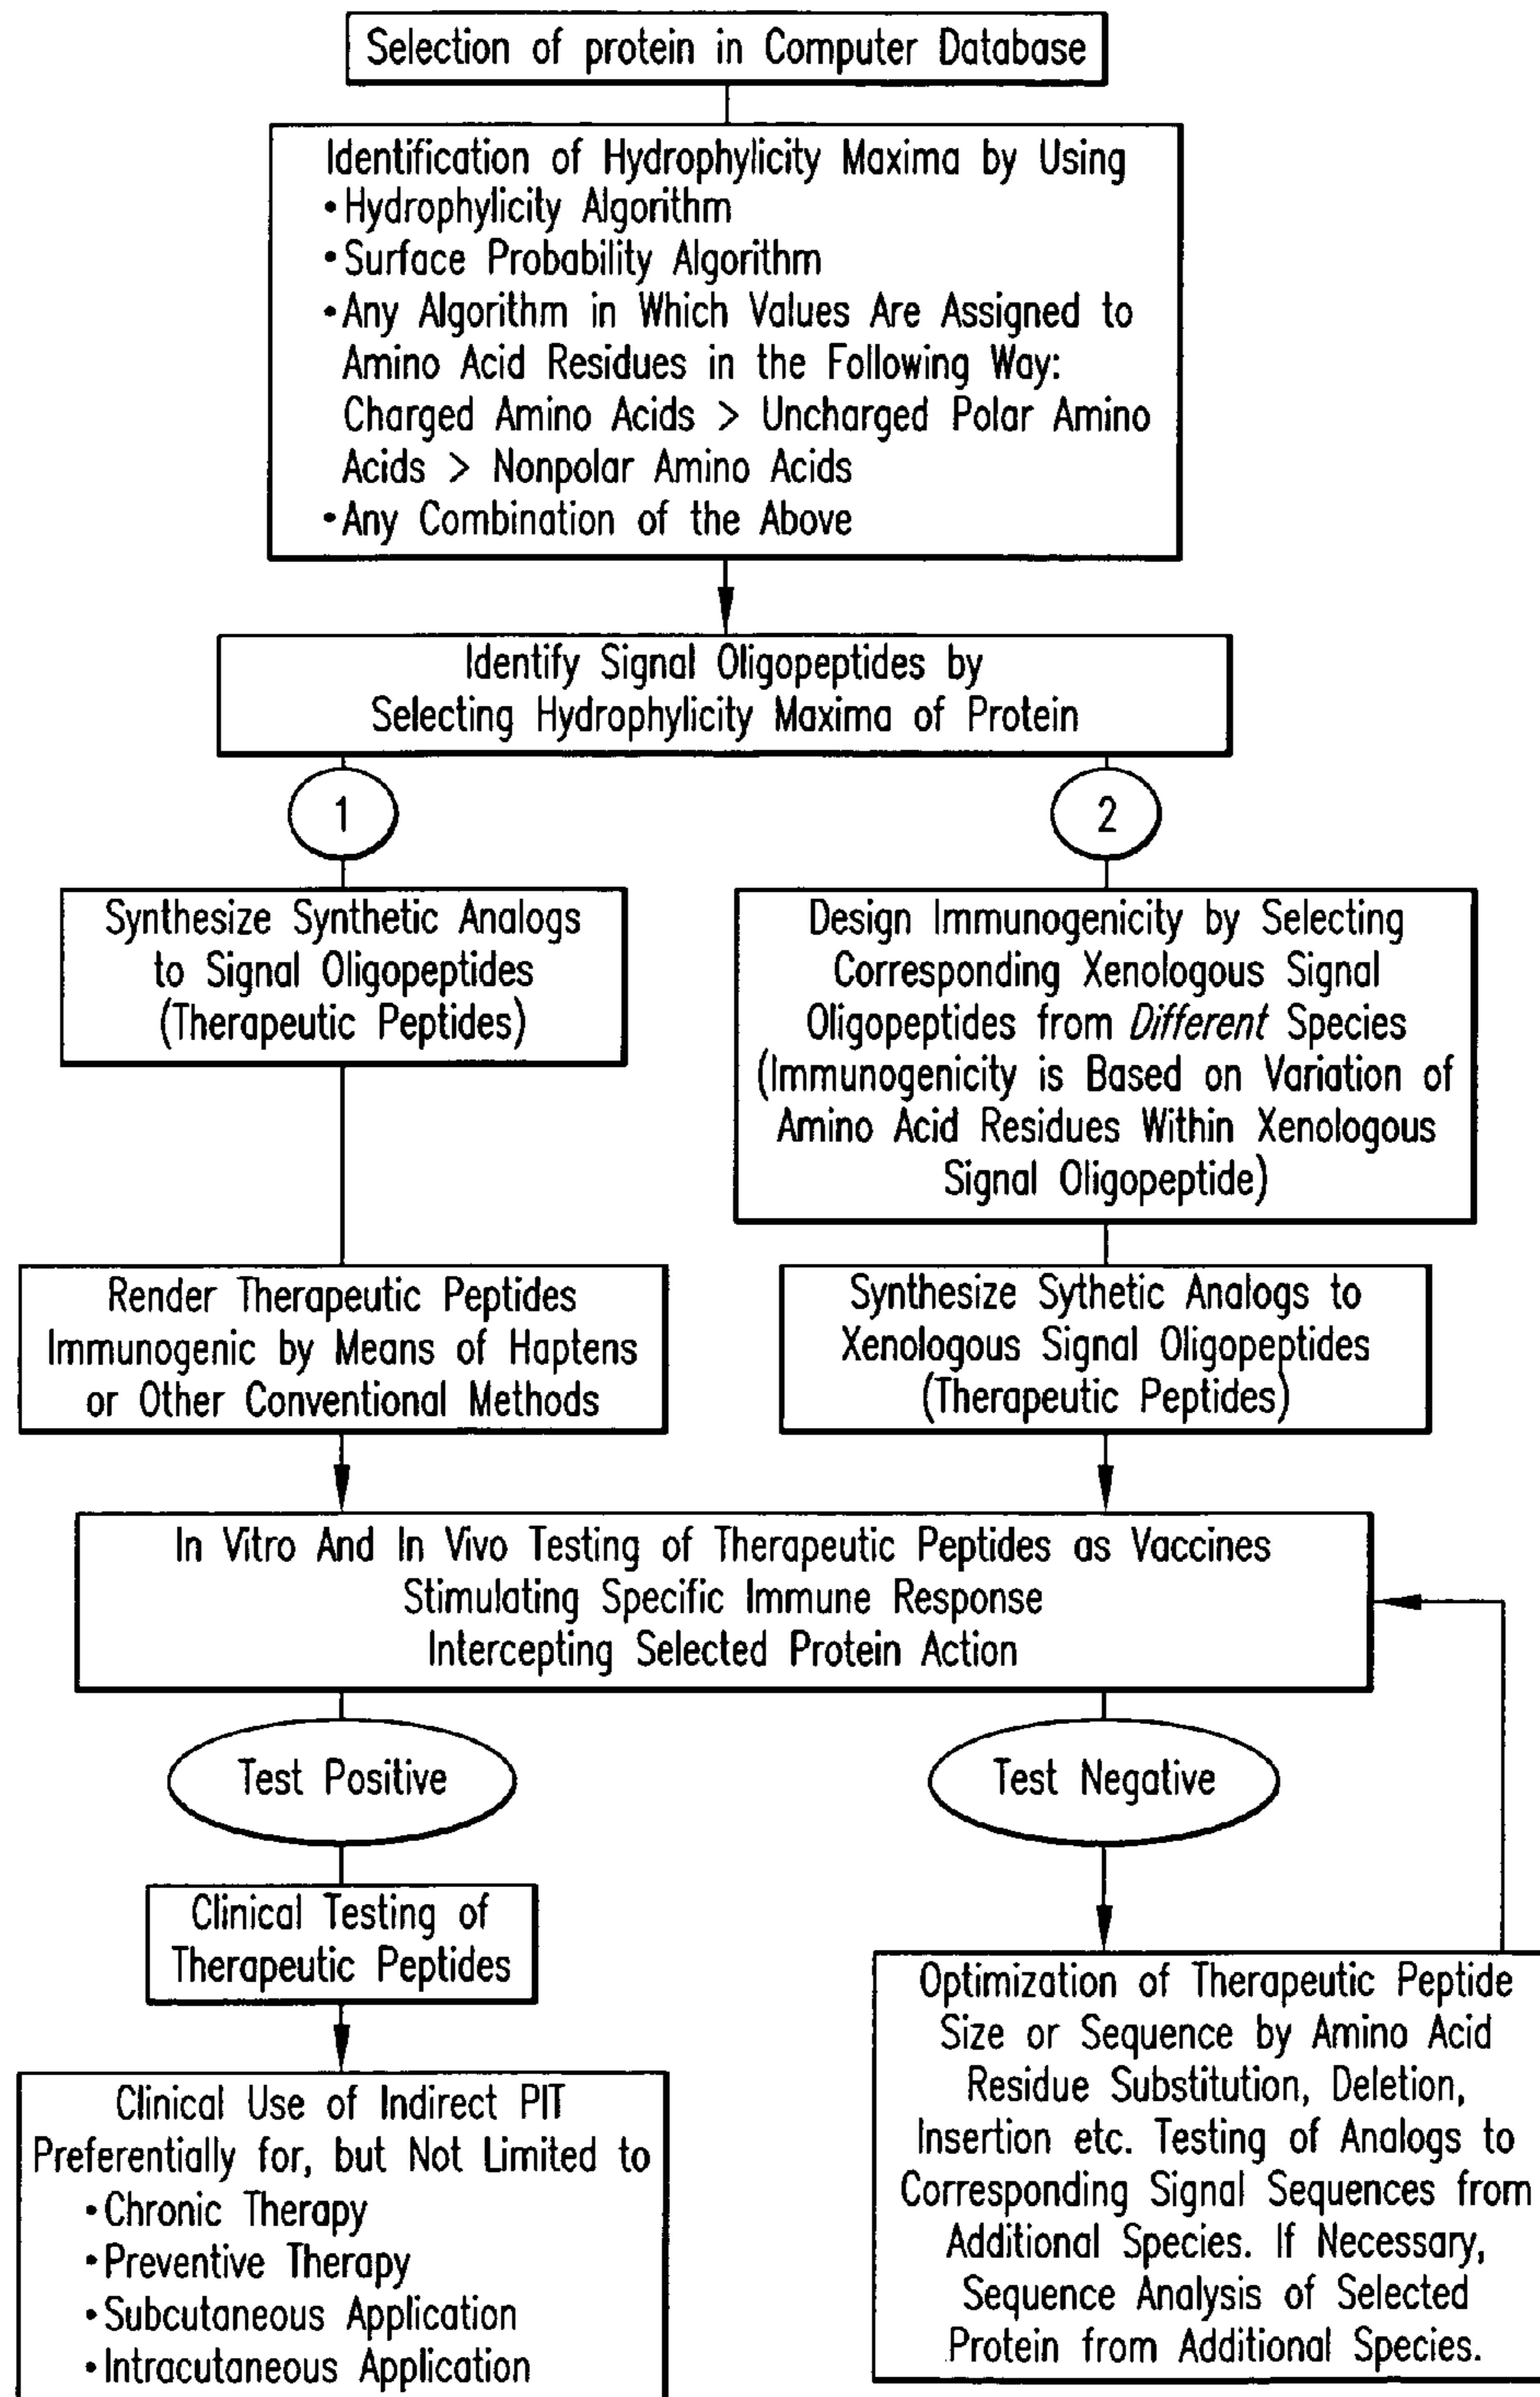 Selection of protein in Computer Database
Identification of Hydrophylicity Maxima by Using
•Hydrophylicity Algorithm
•Surface Probability Algorithm
•Any Algorithm in Which Values Are Assigned to
Amino Acid Residues in the Following Way:
Charged Amino Acids > Uncharged Polar Amino
Acids > Nonpolar Amino Acids
•Any Combination of the Above
Identify Signal Oligopeptides by
Selecting Hydrophylicity Maxima of Protein
1
Synthesize Synthetic Analogs
to Signal Oligopeptides
(Therapeutic Peptides)
Render Therapeutic Peptides
Immunogenic by Means of Haptens
or Other Conventional Methods
2
Design Immunogenicity by Selecting
Corresponding Xenologous Signal
Oligopeptides from Different Species
(Immunogenicity is Based on Variation of
Amino Acid Residues Within Xenologous
Signal Oligopeptide)
Synthesize Sythetic Analogs to
Xenologous Signal Oligopeptides
(Therapeutic Peptides)
In Vitro And In Vivo Testing of Therapeutic Peptides as Vaccines
Stimulating Specific Immune Response
Intercepting Selected Protein Action
Test Positive
Clinical Testing of
Therapeutic Peptides
Clinical Use of Indirect PIT
Preferentially for, but Not Limited to
•Chronic Therapy
•Preventive Therapy
•Subcutaneous Application
•Intracutaneous Application
Test Negative
Optimization of Therapeutic Peptide
Size or Sequence by Amino Acid
Residue Substitution, Deletion,
Insertion etc. Testing of Analogs to
Corresponding Signal Sequences from
Additional Species. If Necessary,
Sequence Analysis of Selected
Protein from Additional Species.